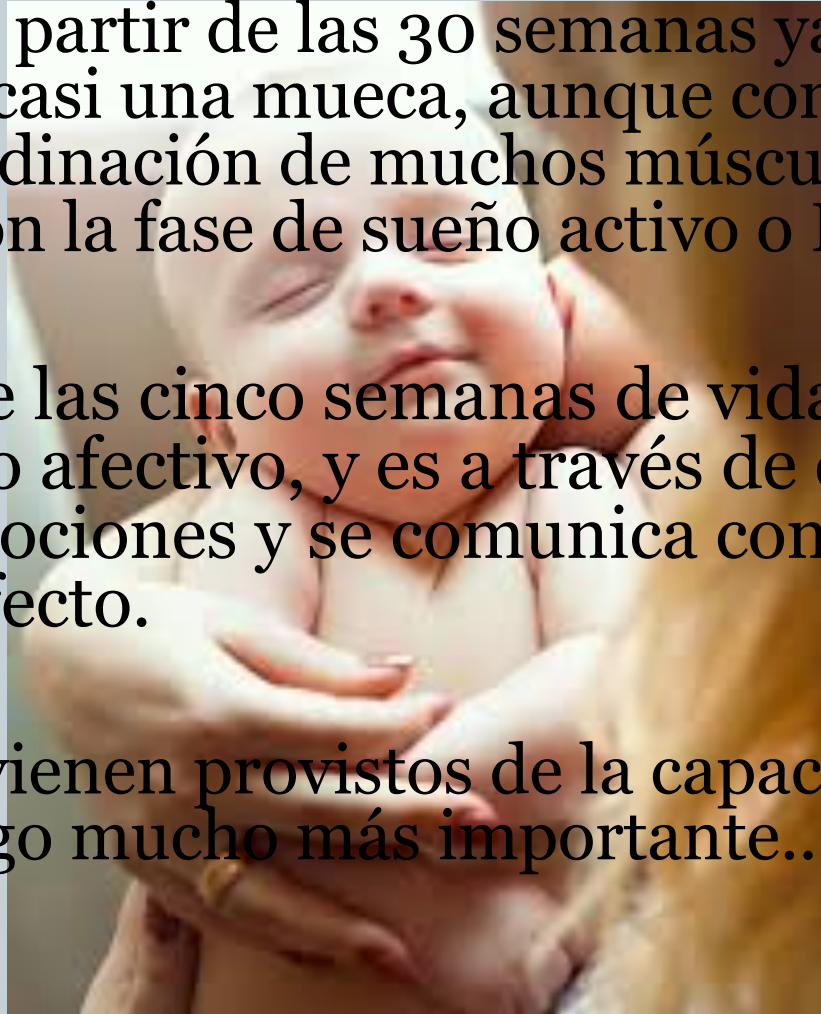 partir de las 30 semanas ya
casi una mueca, aunque con
dinación de muchos múscu
on la fase de sueño activo o
e las cinco semanas de vida
o afectivo, y es a través de
ociones y se comunica con
fecto.
vienen provistos de la capac
go mucho más importante..